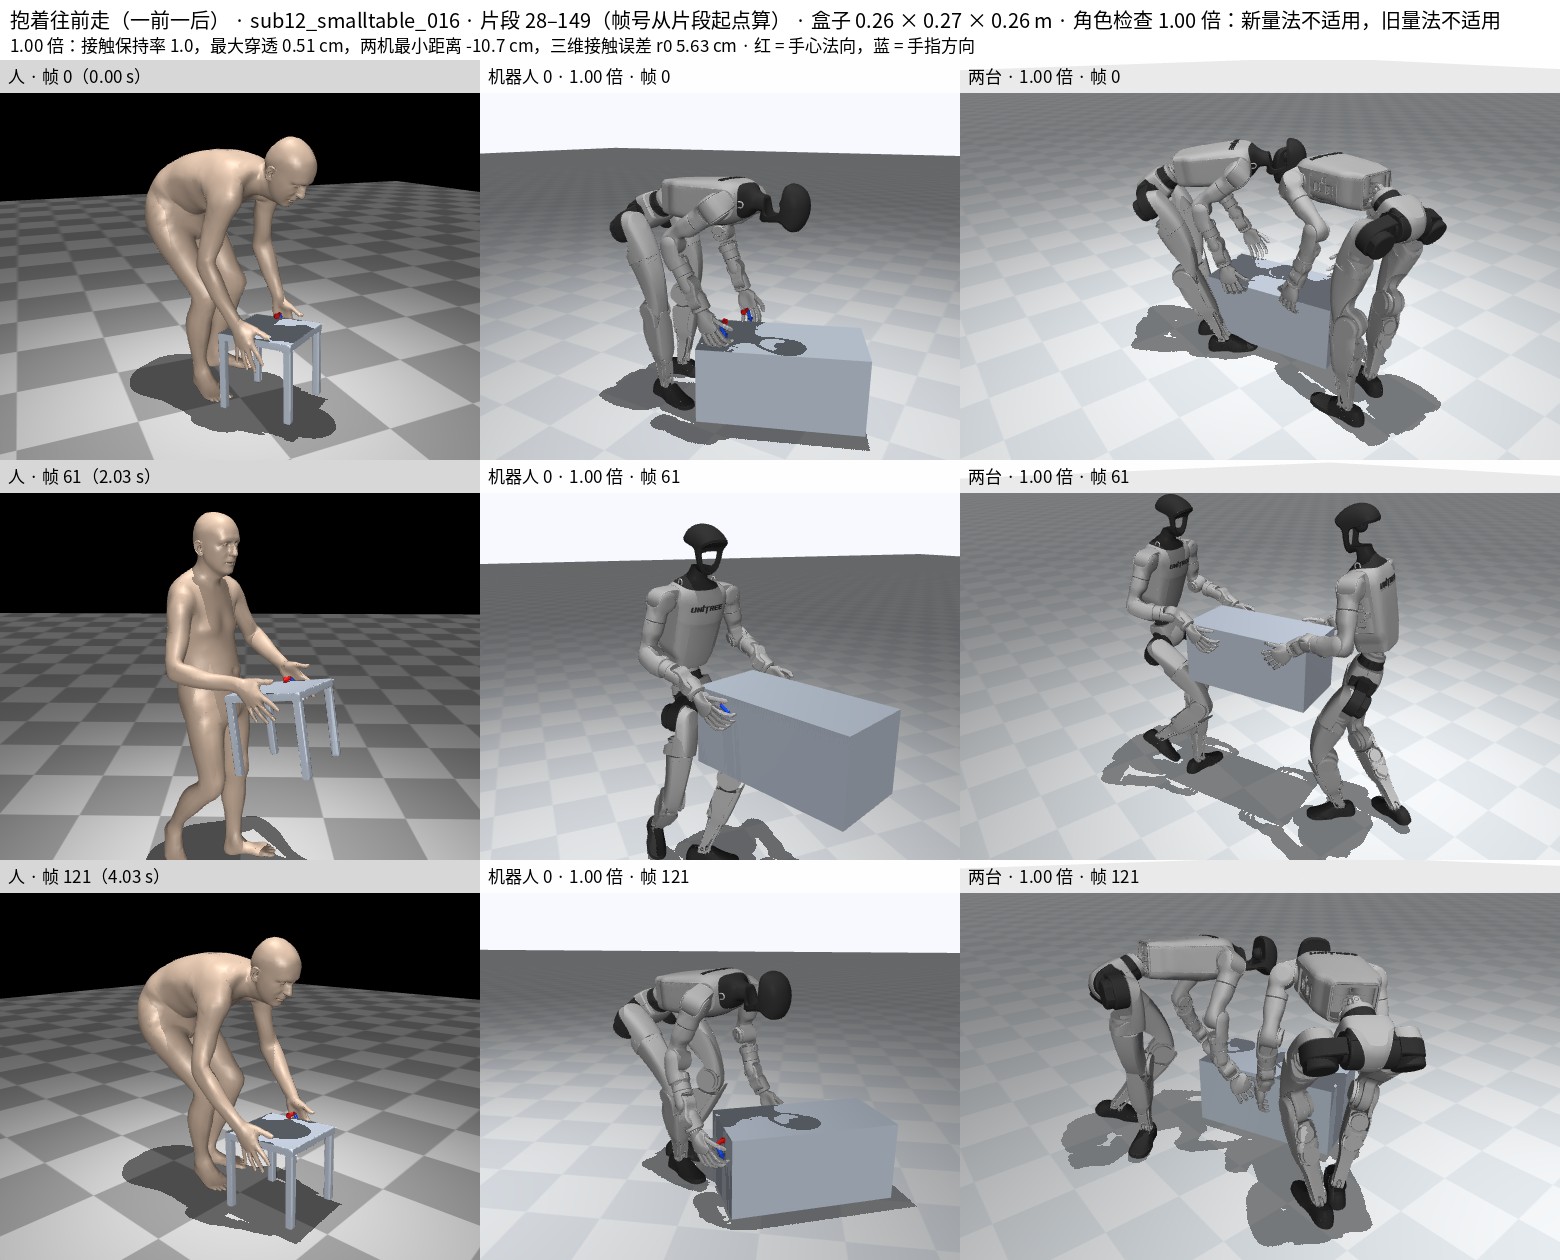 抱着往前走（一前一后） · sub12_smalltable_016 · 片段 28–149（帧号从片段起点算） · 盒子 0.26 × 0.27 × 0.26 m · 角色检查 1.00 倍：新量法不适用，旧量法不适用
1.00 倍：接触保持率 1.0，最大穿透 0.51 cm，两机最小距离 -10.7 cm，三维接触误差 r0 5.63 cm · 红 = 手心法向，蓝 = 手指方向
人 · 帧 0（0.00 s）
机器人 0 · 1.00 倍 · 帧 0
两台 · 1.00 倍 · 帧 0
人 · 帧 61（2.03 s）
机器人 0 · 1.00 倍 · 帧 61
两台 · 1.00 倍 · 帧 61
UNITREE
UNITREE
UNITREE
人 · 帧 121（4.03 s）
机器人 0 · 1.00 倍 · 帧 121
两台 · 1.00 倍 · 帧 121
UNITREE